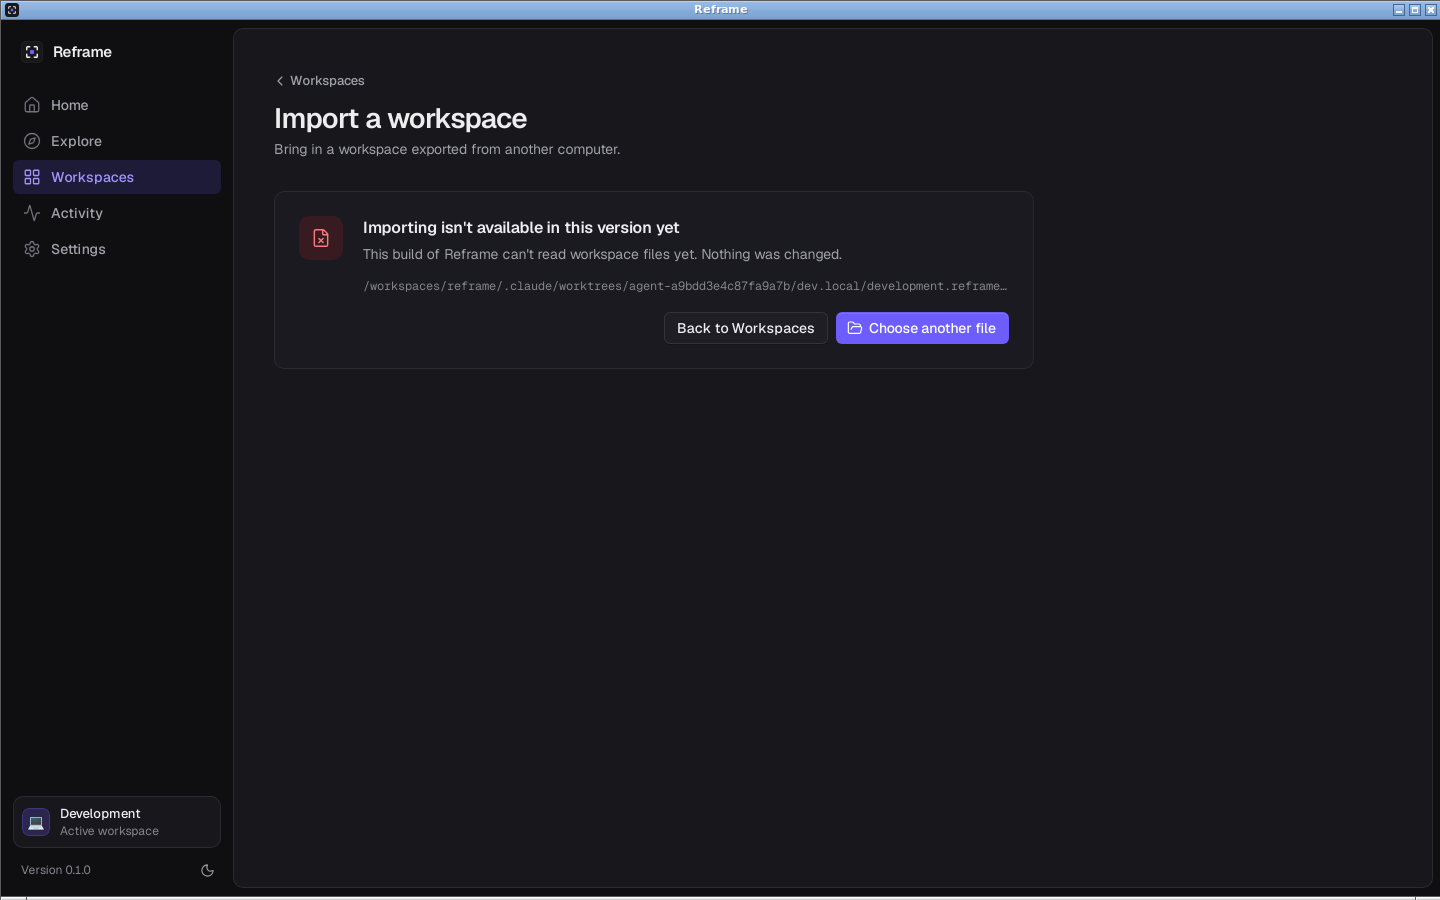 Reframe
Reframe
Home
Explore
Workspaces
Activity
Settings
Workspaces
Import a workspace
Bring in a workspace exported from another computer.
Importing isn't available in this version yet
This build of Reframe can't read workspace files yet. Nothing was changed.
/workspaces/reframe/.claude/worktrees/agent-a9bdd3e4c87fa9a7b/dev.local/development.reframe…
Back to Workspaces
Choose another file
Development
Active workspace
Version 0.1.0